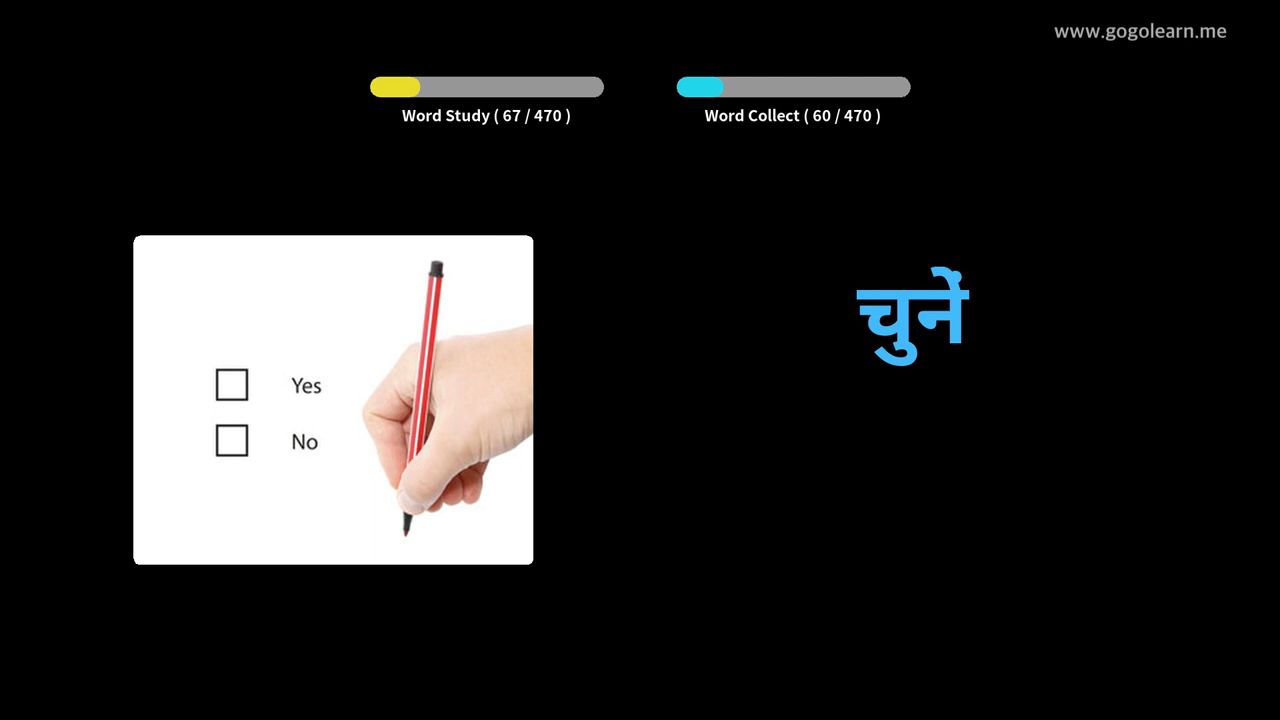 www.gogolearn.me
Word Study ( 67 / 470 )
Word Collect ( 60 / 470 )
चुनें
Yes
No